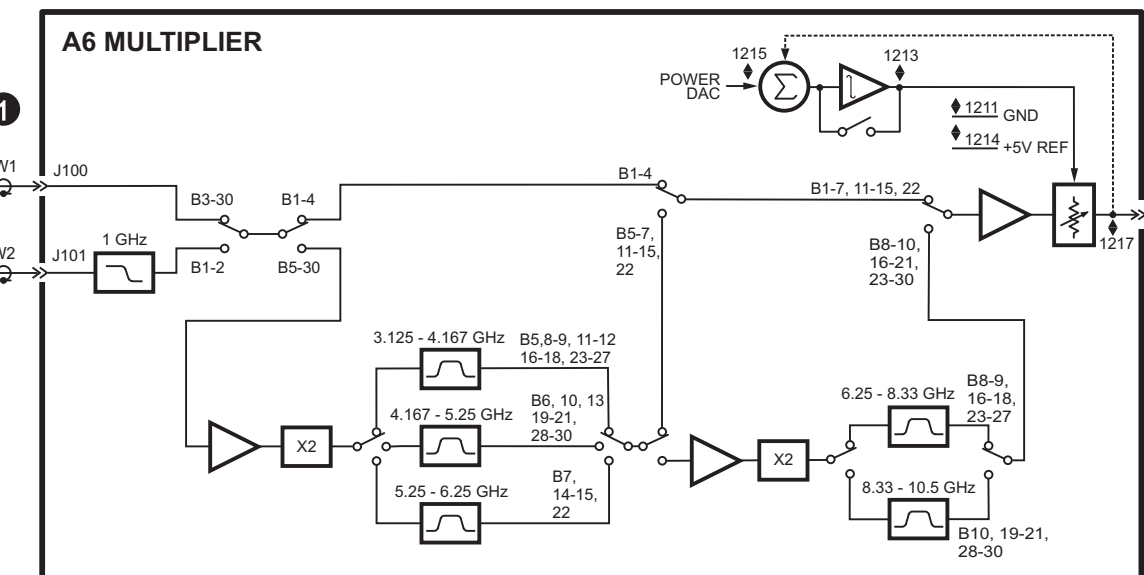 A6 MULTIPLIER
1
W1
J100
W2
J101
1 GHz
B3-30
B1-4
B1-2
B5-30
B1-4
B5-7,
11-15,
22
B1-7, 11-15, 22
B8-10,
16-21,
23-30
POWER
DAC
1215
Σ
1213
1211 GND
1214 +5V REF
1217
3.125 - 4.167 GHz
B5,8-9, 11-12
16-18, 23-27
4.167 - 5.25 GHz
B6, 10, 13
19-21,
28-30
5.25 - 6.25 GHz
B7,
14-15,
22
X2
X2
6.25 - 8.33 GHz
B8-9,
16-18,
23-27
8.33 - 10.5 GHz
B10, 19-21,
28-30